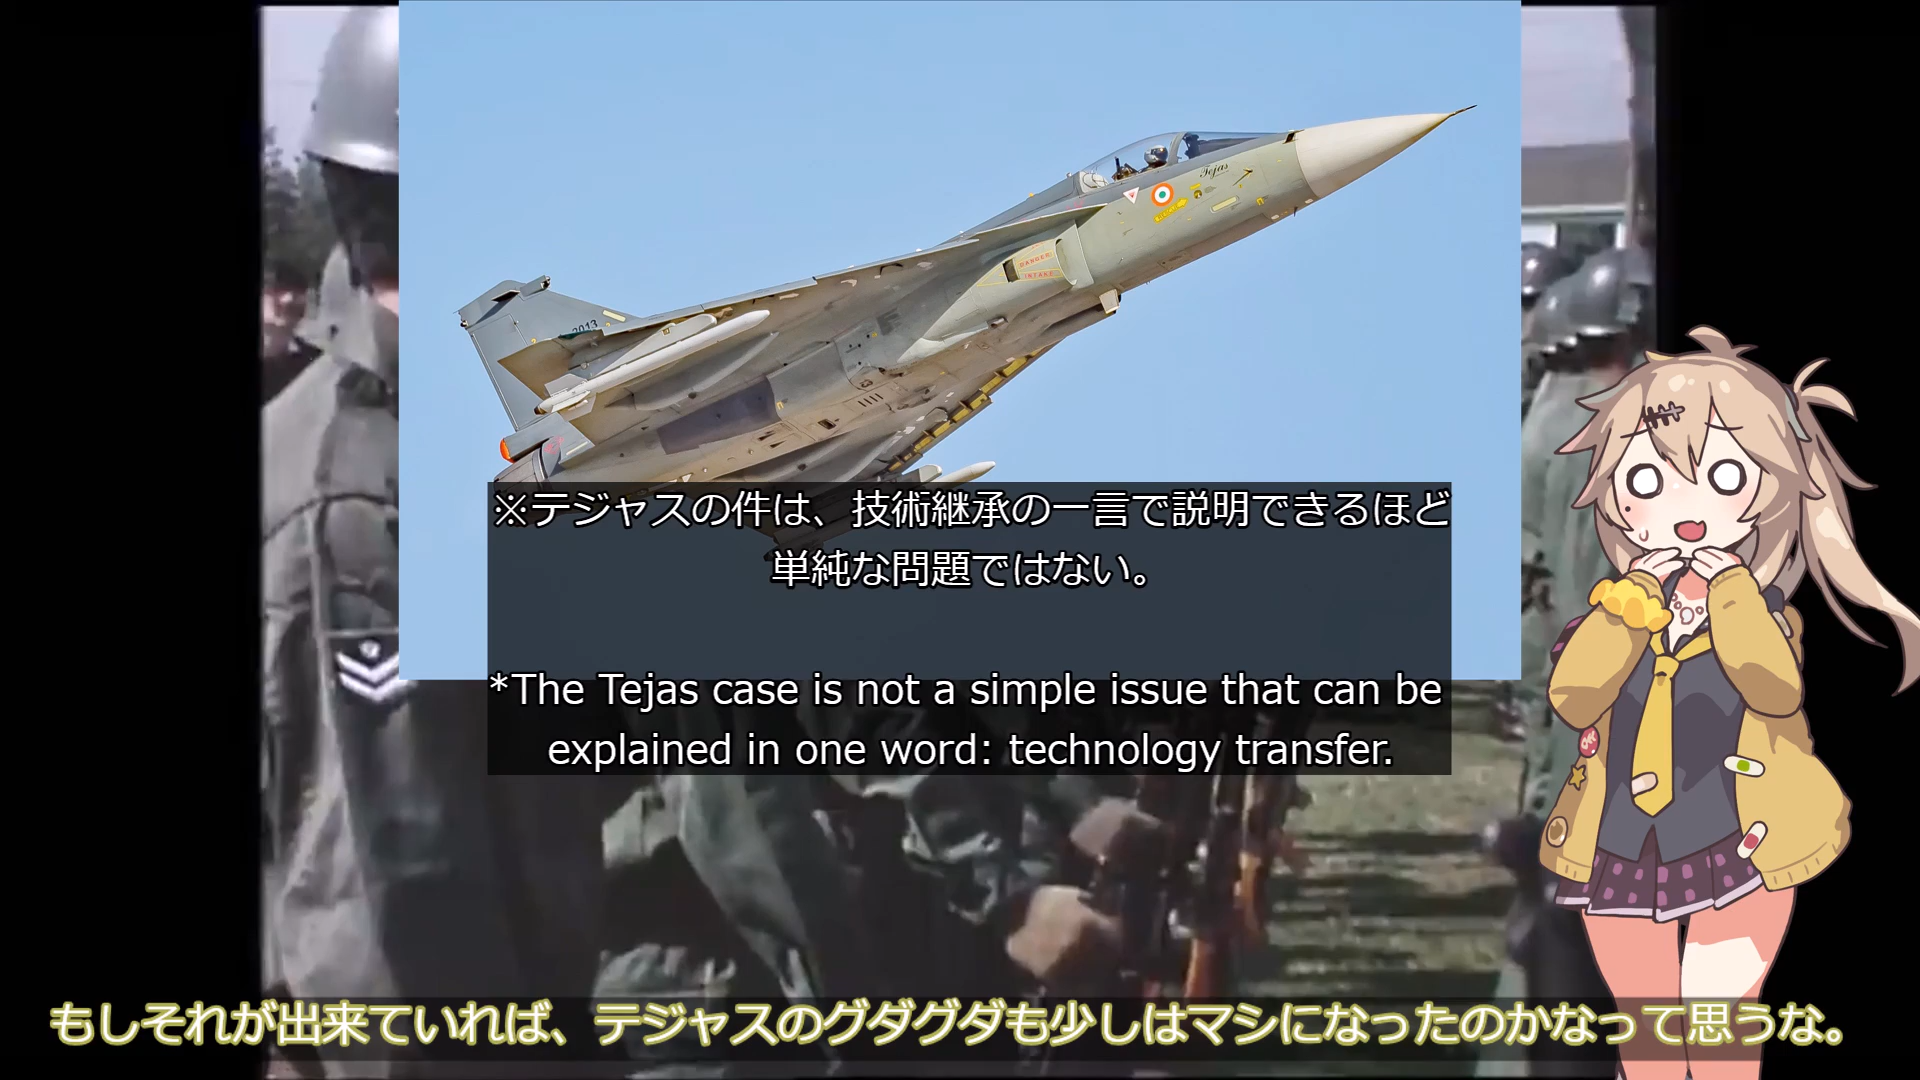 Tejas
DANGER
INTAKE
2013
※テジャスの件は、技術継承の一言で説明できるほど
単純な問題ではない。
*The Tejas case is not a simple issue that can be
explained in one word: technology transfer.
もしそれが出来ていれば、テジャスのグダグダも少しはマシになったのかなって思うな。